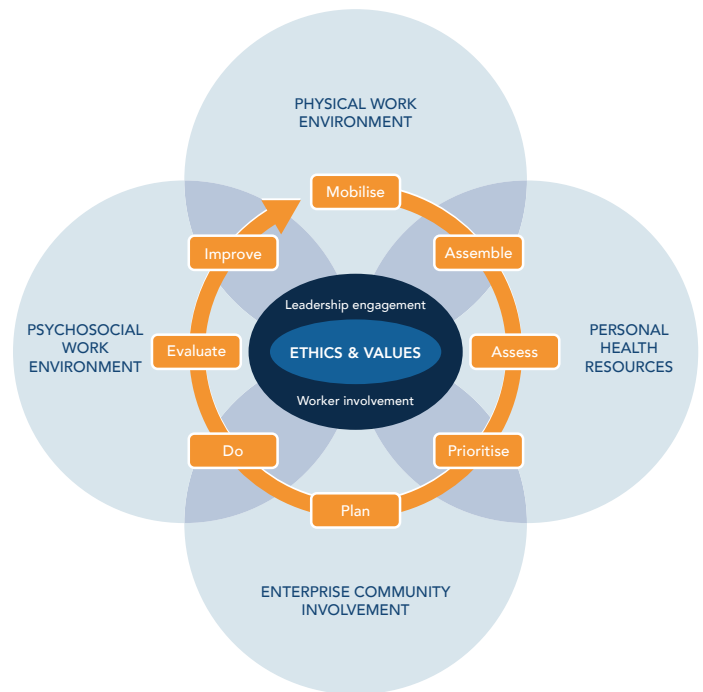 PHYSICAL WORK
ENVIRONMENT
Mobilise
Improve
Assemble
Leadership engagement
PSYCHOSOCIAL
WORK
ENVIRONMENT
Evaluate
ETHICS & VALUES
Assess
PERSONAL
HEALTH
RESOURCES
Worker involvement
Do
Prioritise
Plan
ENTERPRISE COMMUNITY
INVOLVEMENT